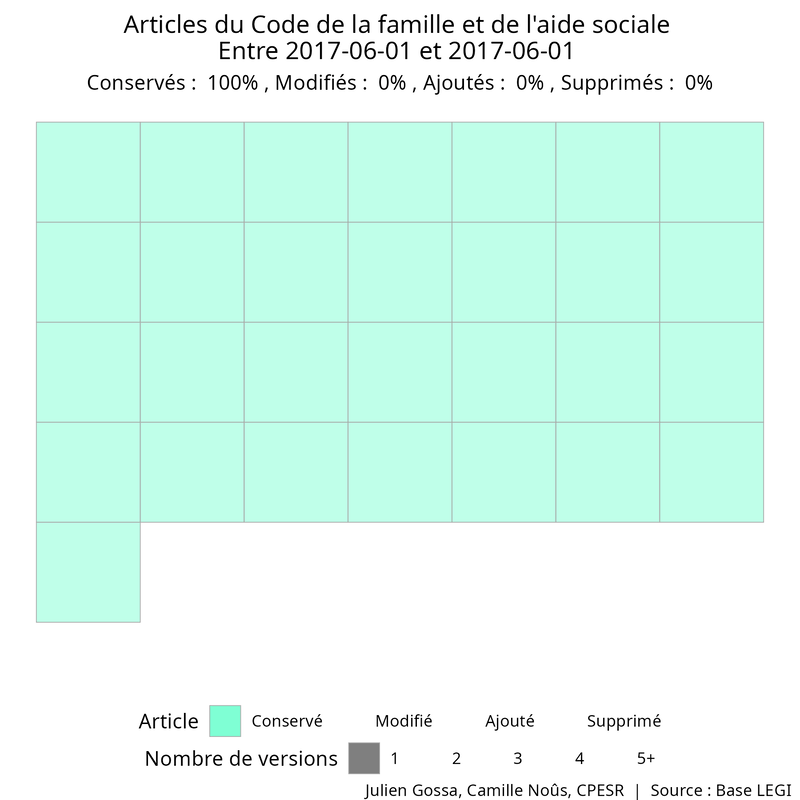 Articles du Code de la famille et de l'aide sociale
Entre 2017-06-01 et 2017-06-01
Conservés :  100% , Modifiés :  0% , Ajoutés :  0% , Supprimés :  0%
Article Conservé Modifié Ajouté Supprimé
Nombre de versions 1 2 3 4 5+
Julien Gossa, Camille Noûs, CPESR  |  Source : Base LEGI